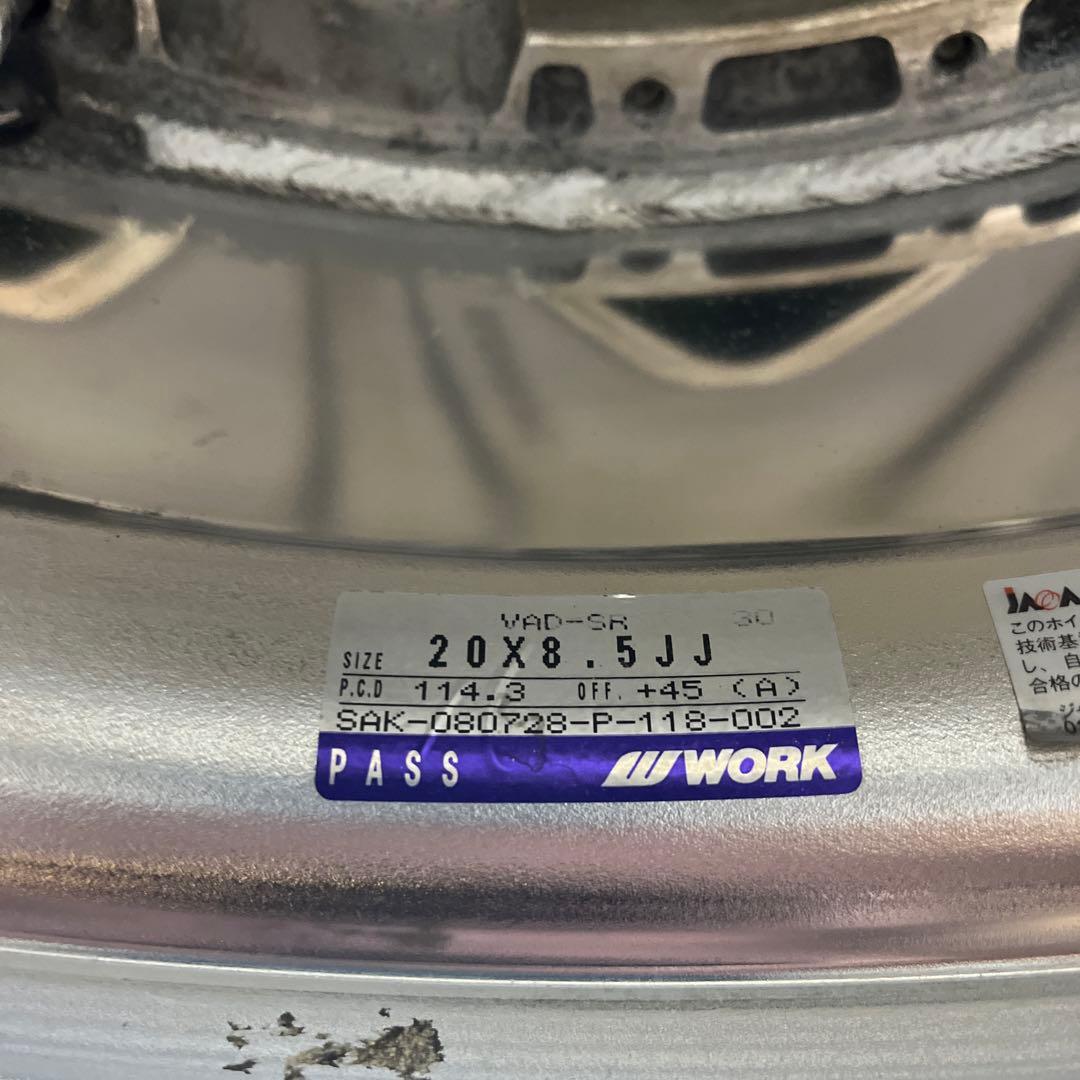 VAD-SR 30
SIZE 20X8.5JJ
P.C.D 114.3 OFF. +45 (A)
SAK-080728-P-118-002
PASS WORK
JAWA
このホイ
技術基
し、自
合格の